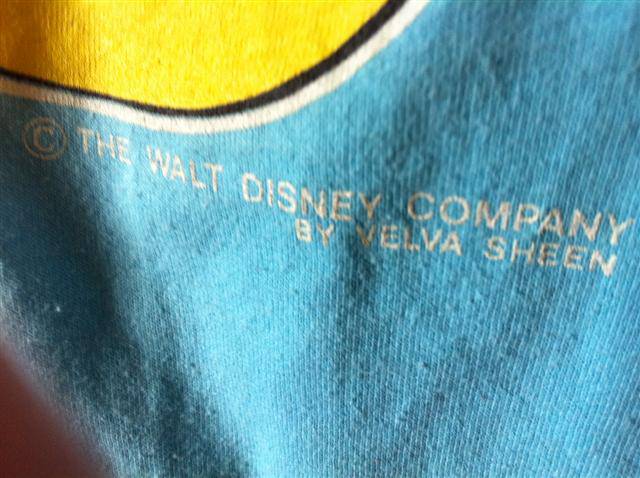 © THE WALT DISNEY COMPANY
BY VELVA SHEEN